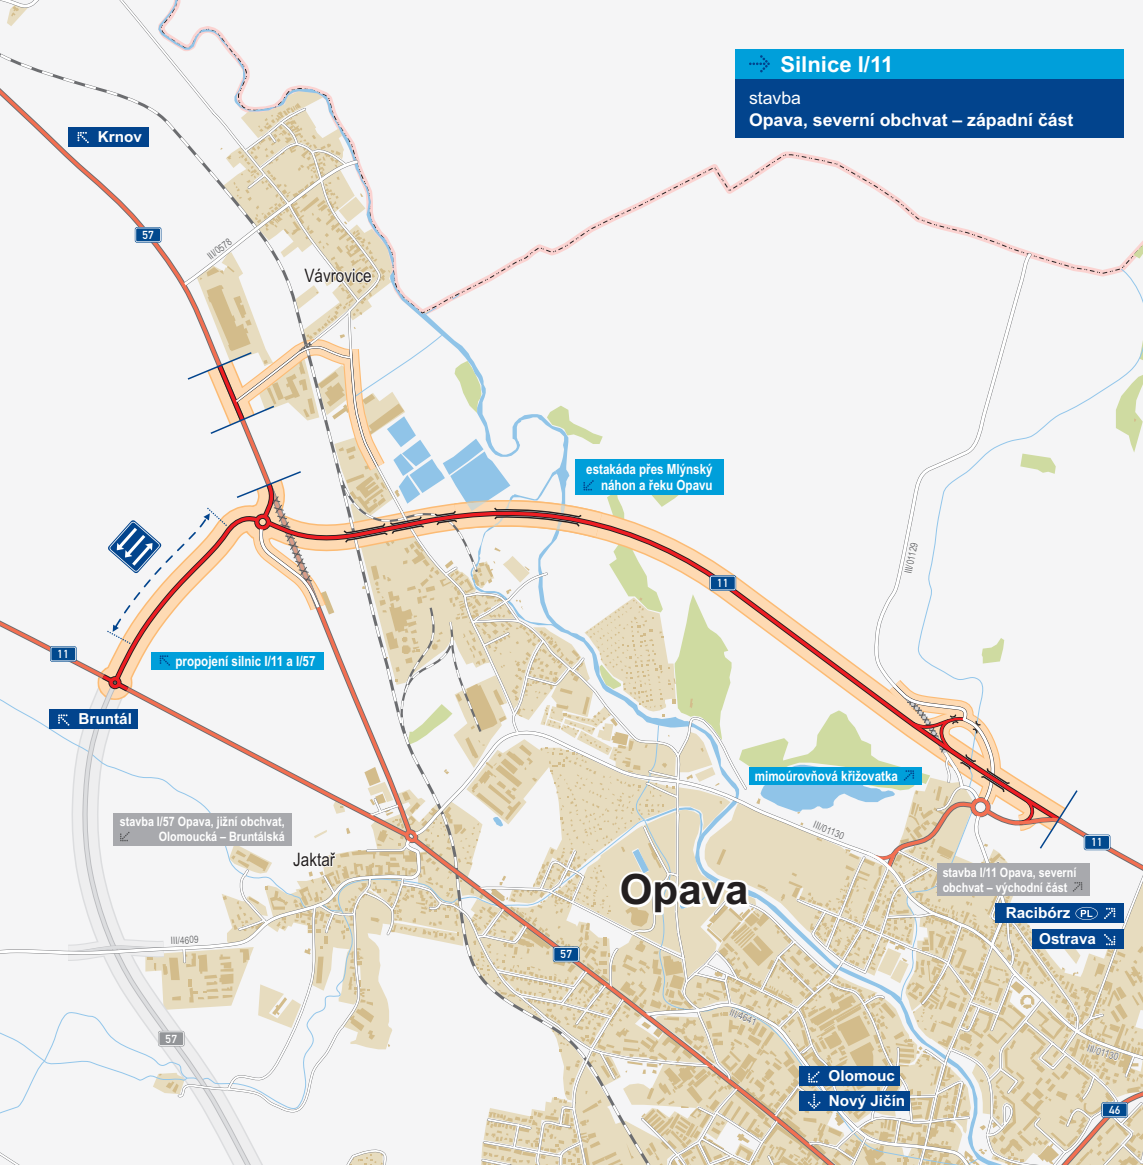 Silnice I/11
stavba
Opava, severní obchvat – západní část
Krnov
57
III/0578
Vávrovice
estakáda přes Mlýnský
náhon a řeku Opavu
III/01129
11
11
propojení silnic I/11 a I/57
Bruntál
mimoúrovňová křižovatka
stavba I/57 Opava, jižní obchvat,
Olomoucká – Bruntálská
III/01130
11
Jaktař
Opava
stavba I/11 Opava, severní
obchvat – východní část
Racibórz PL
Ostrava
III/4609
57
III/4641
57
III/01130
Olomouc
Nový Jičín
46